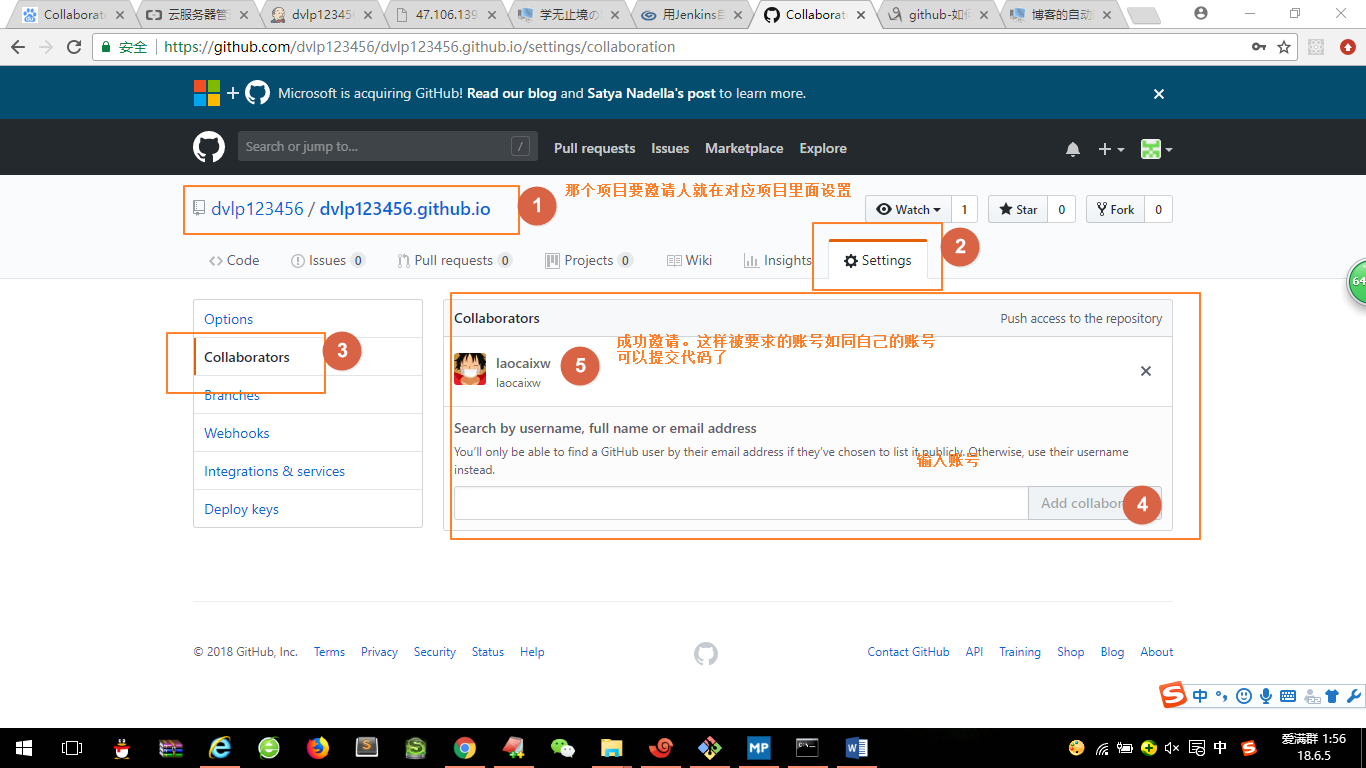 Collaborat
云服务器管
dvlp12345
47.106.139
学无止境の
用Jenkins自
Collaborat
github-如何
博客的自动
安全 https://github.com/dvlp123456/dvlp123456.github.io/settings/collaboration
Microsoft is acquiring GitHub! Read our blog and Satya Nadella's post to learn more.
Search or jump to... /
Pull requests Issues Marketplace Explore
那个项目要邀请人就在对应项目里面设置
dvlp123456 / dvlp123456.github.io
1
Watch 1 Star 0 Fork 0
2
Code Issues 0 Pull requests 0 Projects 0 Wiki Insights Settings
64
Options
Collaborators
3
Branches
Webhooks
Integrations & services
Deploy keys
Collaborators Push access to the repository
成功邀请。这样被要求的账号如同自己的账号
可以提交代码了
laocaixw
laocaixw
5
Search by username, full name or email address
You'll only be able to find a GitHub user by their email address if they've chosen to list it publicly. Otherwise, use their username
instead.
输入账号
Add collabor
4
© 2018 GitHub, Inc. Terms Privacy Security Status Help
Contact GitHub API Training Shop Blog About
S 中
MP
中 S
爱满群 1:56
18.6.5